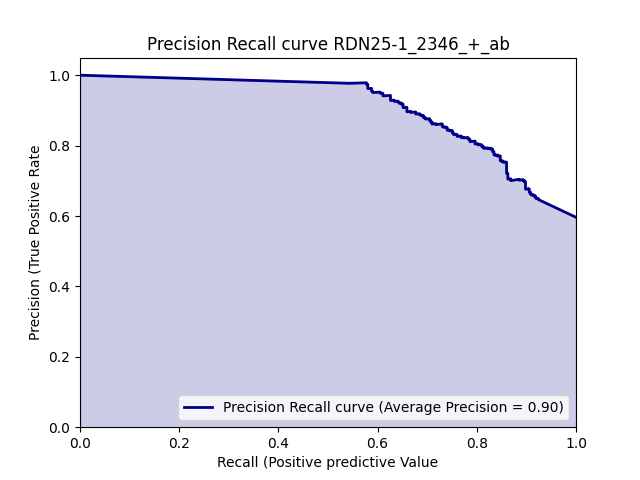 Precision Recall curve RDN25-1_2346_+_ab
Precision (True Positive Rate
1.0
0.8
0.6
0.4
0.2
0.0
Precision Recall curve (Average Precision = 0.90)
0.0 0.2 0.4 0.6 0.8 1.0
Recall (Positive predictive Value